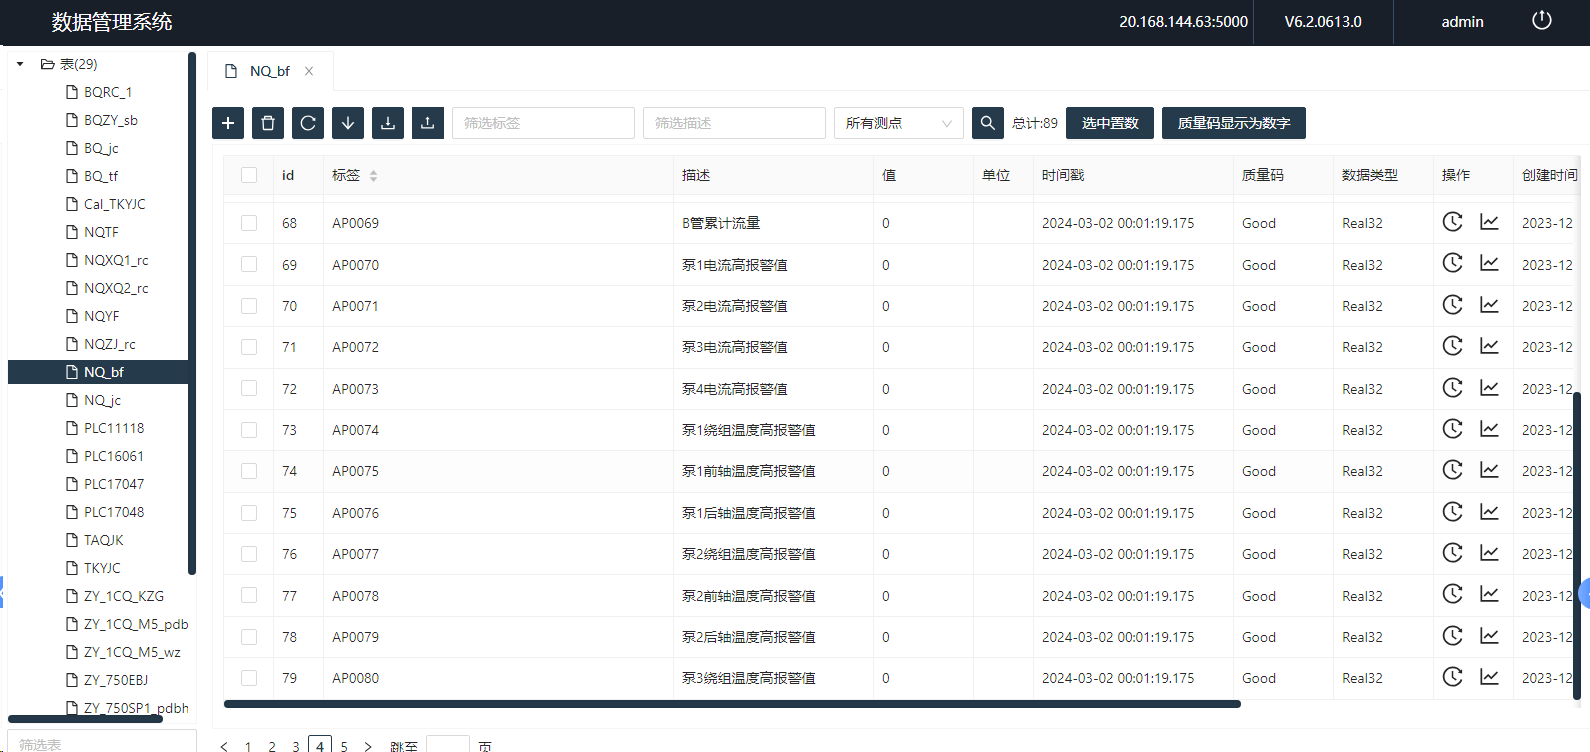 数据管理系统 20.168.144.63:5000 V6.2.0613.0 admin
表(29)
BQRC_1
BQZY_sb
BQ_jc
BQ_tf
Cal_TKYJC
NQTF
NQXQ1_rc
NQXQ2_rc
NQYF
NQZJ_rc
NQ_bf
NQ_jc
PLC11118
PLC16061
PLC17047
PLC17048
TAQJK
TKYJC
ZY_1CQ_KZG
ZY_1CQ_M5_pdb
ZY_1CQ_M5_wz
ZY_750EBJ
ZY_750SP1_pdbh
筛选表
NQ_bf
筛选标签 筛选描述 所有测点 总计:89 选中置数 质量码显示为数字
id 标签 描述 值 单位 时间戳 质量码 数据类型 操作 创建时间
68 AP0069 B管累计流量 0 2024-03-02 00:01:19.175 Good Real32 2023-12
69 AP0070 泵1电流高报警值 0 2024-03-02 00:01:19.175 Good Real32 2023-12
70 AP0071 泵2电流高报警值 0 2024-03-02 00:01:19.175 Good Real32 2023-12
71 AP0072 泵3电流高报警值 0 2024-03-02 00:01:19.175 Good Real32 2023-12
72 AP0073 泵4电流高报警值 0 2024-03-02 00:01:19.175 Good Real32 2023-12
73 AP0074 泵1绕组温度高报警值 0 2024-03-02 00:01:19.175 Good Real32 2023-12
74 AP0075 泵1前轴温度高报警值 0 2024-03-02 00:01:19.175 Good Real32 2023-12
75 AP0076 泵1后轴温度高报警值 0 2024-03-02 00:01:19.175 Good Real32 2023-12
76 AP0077 泵2绕组温度高报警值 0 2024-03-02 00:01:19.175 Good Real32 2023-12
77 AP0078 泵2前轴温度高报警值 0 2024-03-02 00:01:19.175 Good Real32 2023-12
78 AP0079 泵2后轴温度高报警值 0 2024-03-02 00:01:19.175 Good Real32 2023-12
79 AP0080 泵3绕组温度高报警值 0 2024-03-02 00:01:19.175 Good Real32 2023-12
1 2 3 4 5 跳至 页